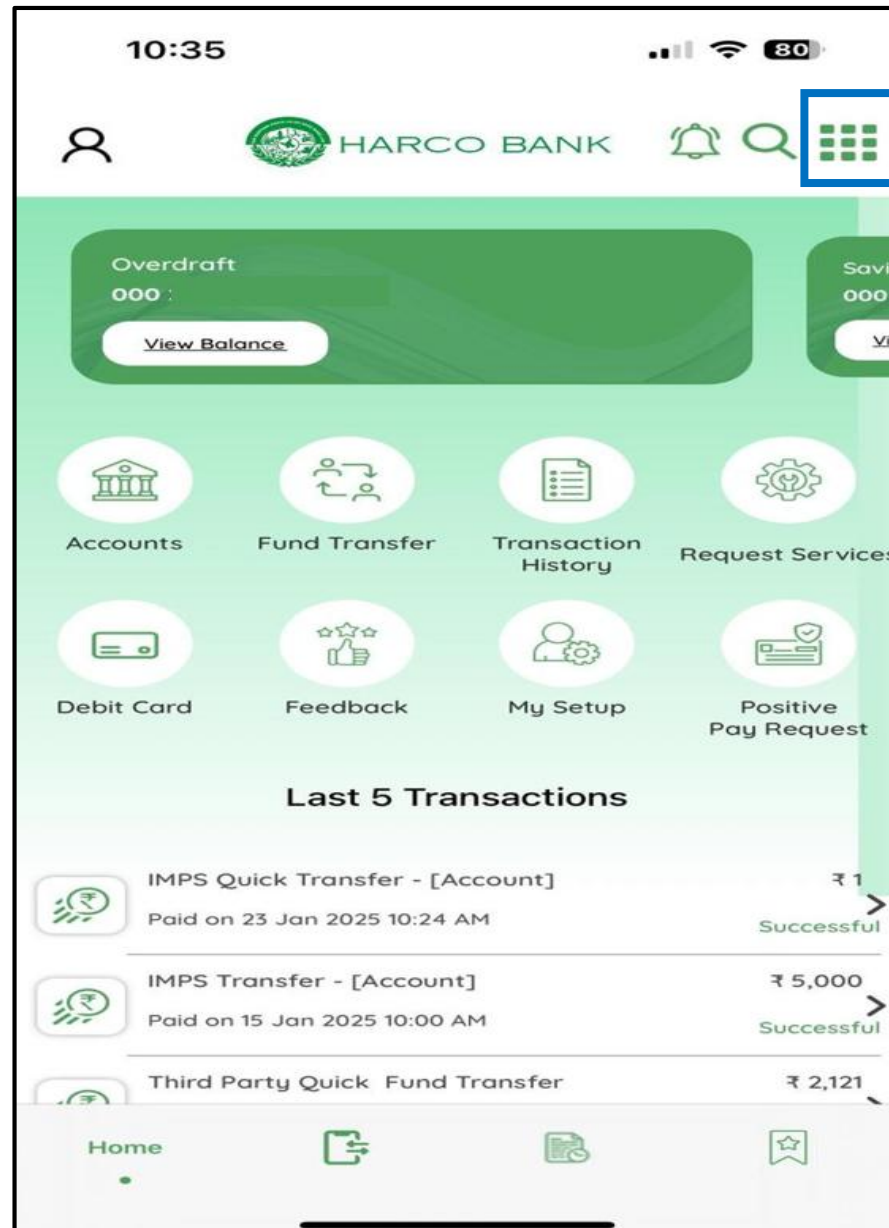 10:35
80
HARCO BANK
Overdraft
000 :
View Balance
Savi
000
Vi
Accounts
Fund Transfer
Transaction
History
Request Services
Debit Card
Feedback
My Setup
Positive
Pay Request
Last 5 Transactions
IMPS Quick Transfer - [Account]
₹ 1
Paid on 23 Jan 2025 10:24 AM
Successful
IMPS Transfer - [Account]
₹ 5,000
Paid on 15 Jan 2025 10:00 AM
Successful
Third Party Quick Fund Transfer
₹ 2,121
Home